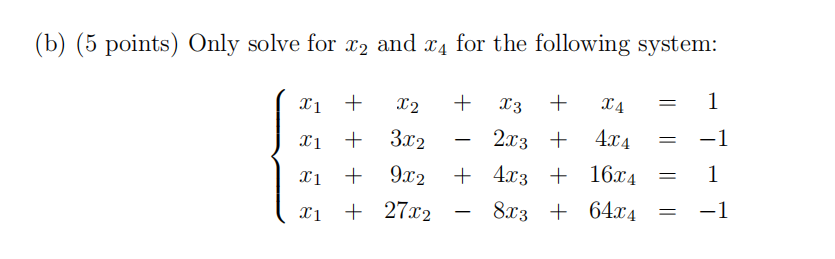 (b) (5 points) Only solve for x₂ and x₄ for the following system:
x₁ + x₂ + x₃ + x₄ = 1
x₁ + 3x₂ − 2x₃ + 4x₄ = −1
x₁ + 9x₂ + 4x₃ + 16x₄ = 1
x₁ + 27x₂ − 8x₃ + 64x₄ = −1